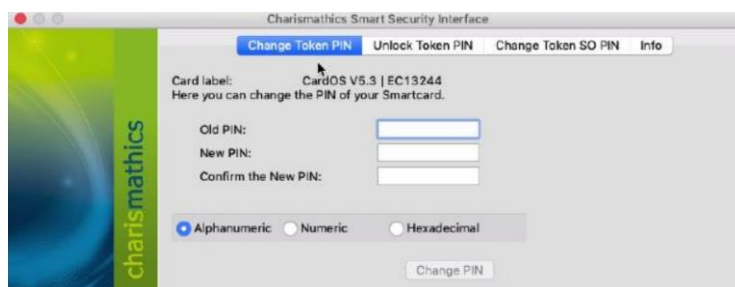 Charismathics Smart Security Interface
Change Token PIN Unlock Token PIN Change Token SO PIN Info
Card label: CardOS V5.3 | EC13244
Here you can change the PIN of your Smartcard.
charismathics
Old PIN:
New PIN:
Confirm the New PIN:
Alphanumeric Numeric Hexadecimal
Change PIN